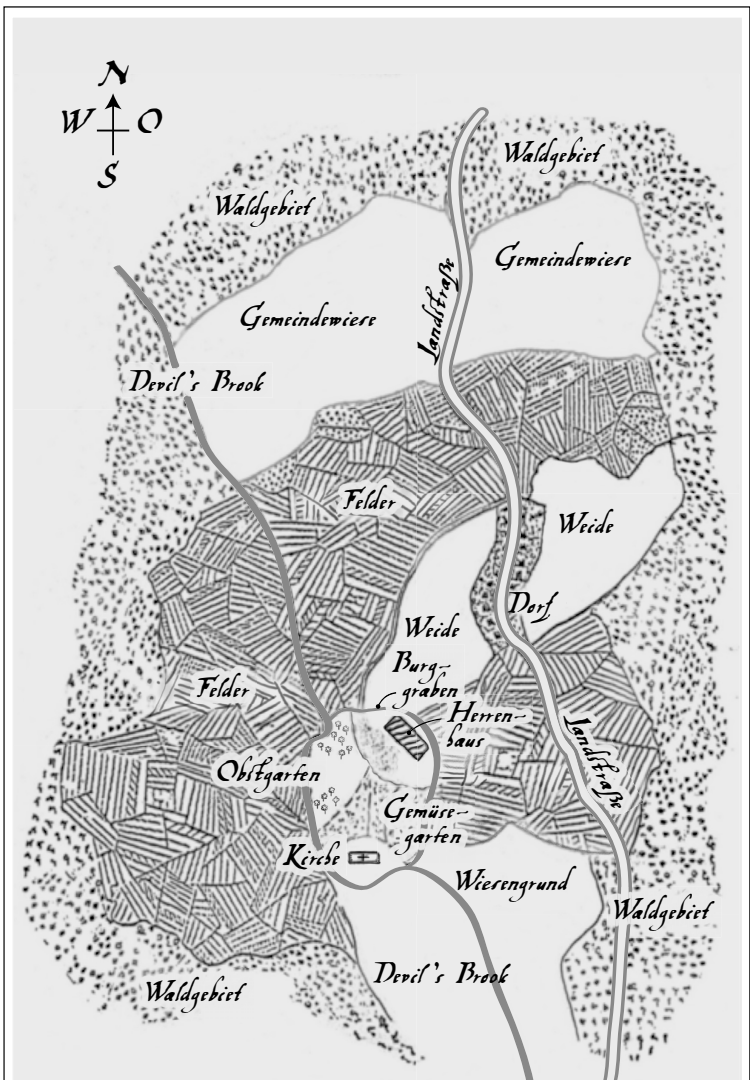 N
W O
S
Waldgebiet
Waldgebiet
Gemeindewiese
Landstraße
Gemeindewiese
Devil's Brook
Felder
Weide
Dorf
Weide
Burg-
graben
Felder
Herren-
haus
Landstraße
Obstgarten
Gemüse-
garten
Kirche
Wiesengrund
Waldgebiet
Devil's Brook
Waldgebiet